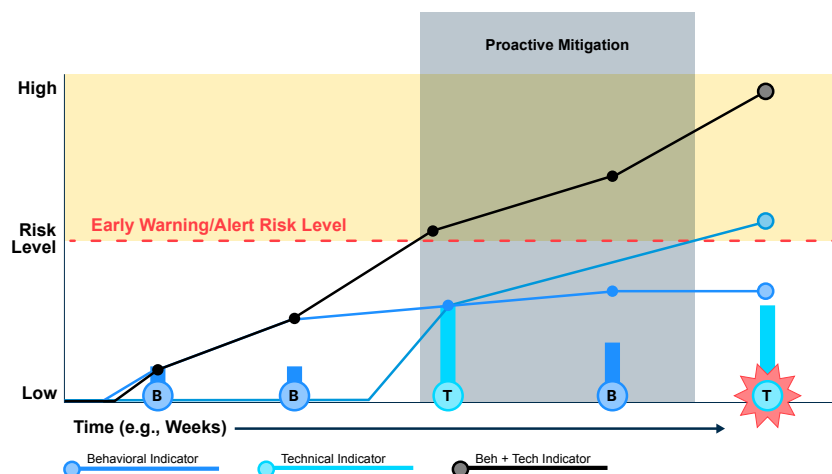 Proactive Mitigation
High
Early Warning/Alert Risk Level
Risk
Level
Low
B
B
T
B
T
Time (e.g., Weeks)
Behavioral Indicator
Technical Indicator
Beh + Tech Indicator